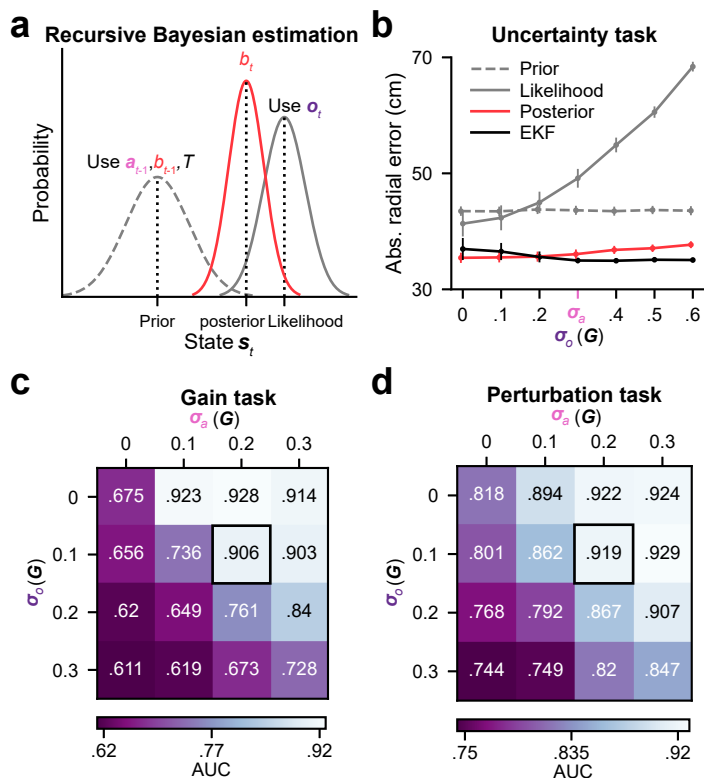 a
Recursive Bayesian estimation
b_t
Use o_t
Use a_{t-1}, b_{t-1}, T
Probability
Prior
posterior
Likelihood
State s_t
b
Uncertainty task
Prior
Likelihood
Posterior
EKF
Abs. radial error (cm)
70
50
30
0 .1 .2 σ_a .4 .5 .6
σ_o (G)
c
Gain task
σ_a (G)
0 0.1 0.2 0.3
σ_o (G)
0 .675 .923 .928 .914
0.1 .656 .736 .906 .903
0.2 .62 .649 .761 .84
0.3 .611 .619 .673 .728
.62 .77 .92
AUC
d
Perturbation task
σ_a (G)
0 0.1 0.2 0.3
σ_o (G)
0 .818 .894 .922 .924
0.1 .801 .862 .919 .929
0.2 .768 .792 .867 .907
0.3 .744 .749 .82 .847
.75 .835 .92
AUC